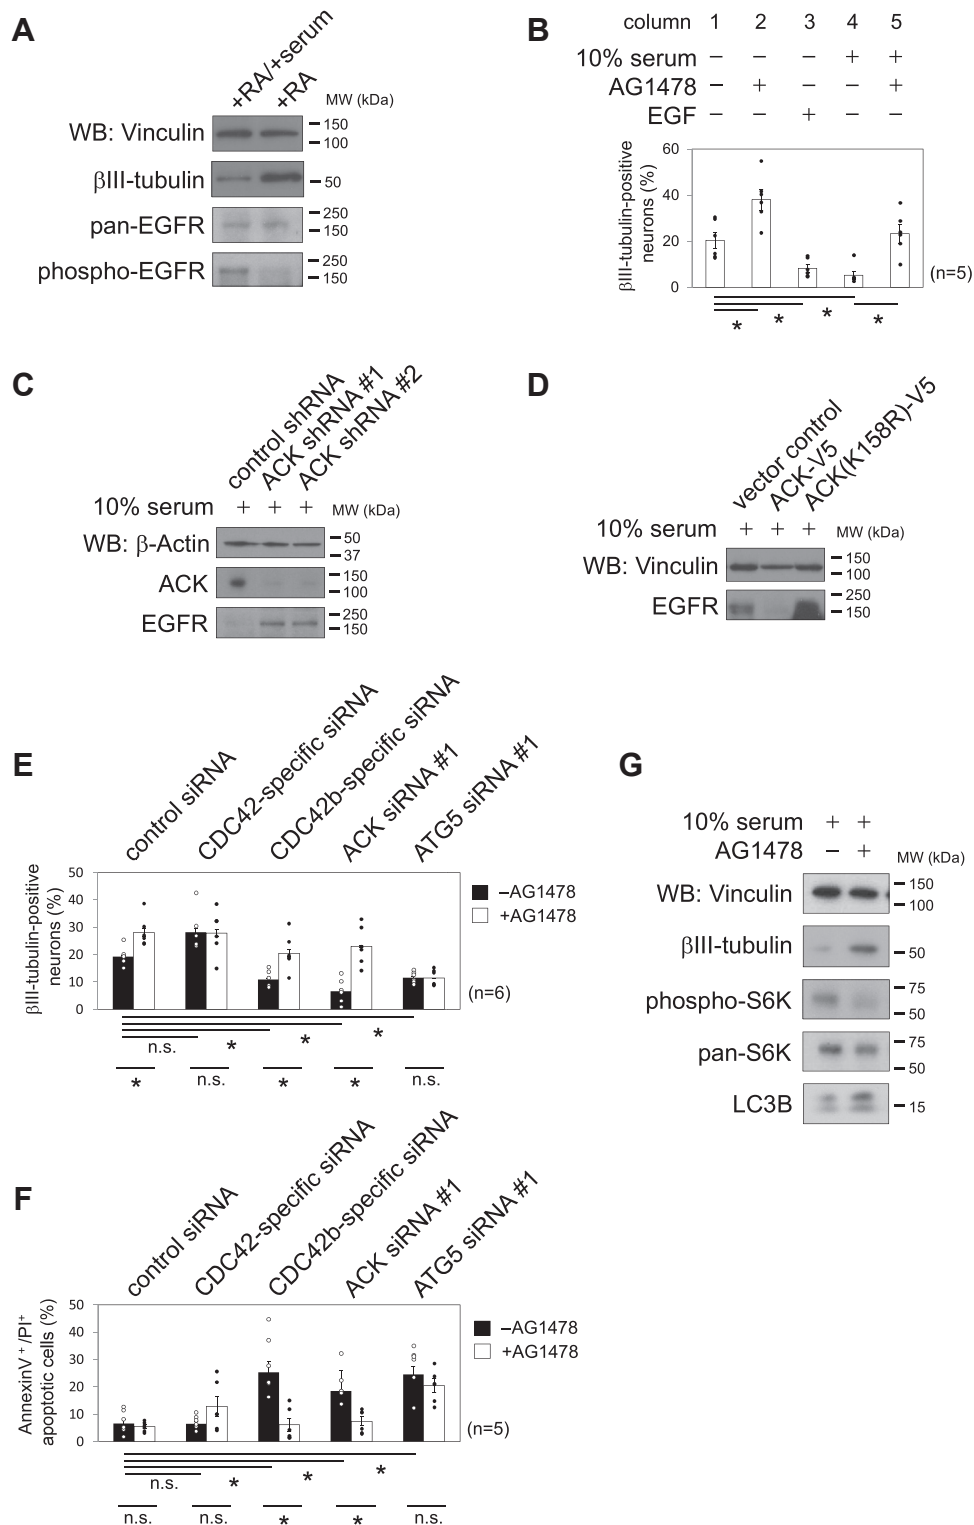 A
+RA/+serum
+RA
MW (kDa)
WB: Vinculin
150
100
βIII-tubulin
50
pan-EGFR
250
150
phospho-EGFR
250
150
B
column 1 2 3 4 5
10% serum – – – + +
AG1478 – + – – +
EGF – – + – –
βIII-tubulin-positive
neurons (%)
60
40
20
0
(n=5)
* * * *
C
control shRNA
ACK shRNA #1
ACK shRNA #2
10% serum + + +
MW (kDa)
WB: β-Actin
50
37
ACK
150
100
EGFR
250
150
D
vector control
ACK-V5
ACK(K158R)-V5
10% serum + + +
MW (kDa)
WB: Vinculin
150
100
EGFR
250
150
E
control siRNA
CDC42-specific siRNA
CDC42b-specific siRNA
ACK siRNA #1
ATG5 siRNA #1
βIII-tubulin-positive
neurons (%)
50
40
30
20
10
0
–AG1478
+AG1478
(n=6)
n.s. * * *
* n.s. * * n.s.
F
control siRNA
CDC42-specific siRNA
CDC42b-specific siRNA
ACK siRNA #1
ATG5 siRNA #1
AnnexinV+/PI+
apoptotic cells (%)
50
40
30
20
10
0
–AG1478
+AG1478
(n=5)
n.s. * * *
n.s. n.s. * * n.s.
G
10% serum + +
AG1478 – +
MW (kDa)
WB: Vinculin
150
100
βIII-tubulin
50
phospho-S6K
75
50
pan-S6K
75
50
LC3B
15